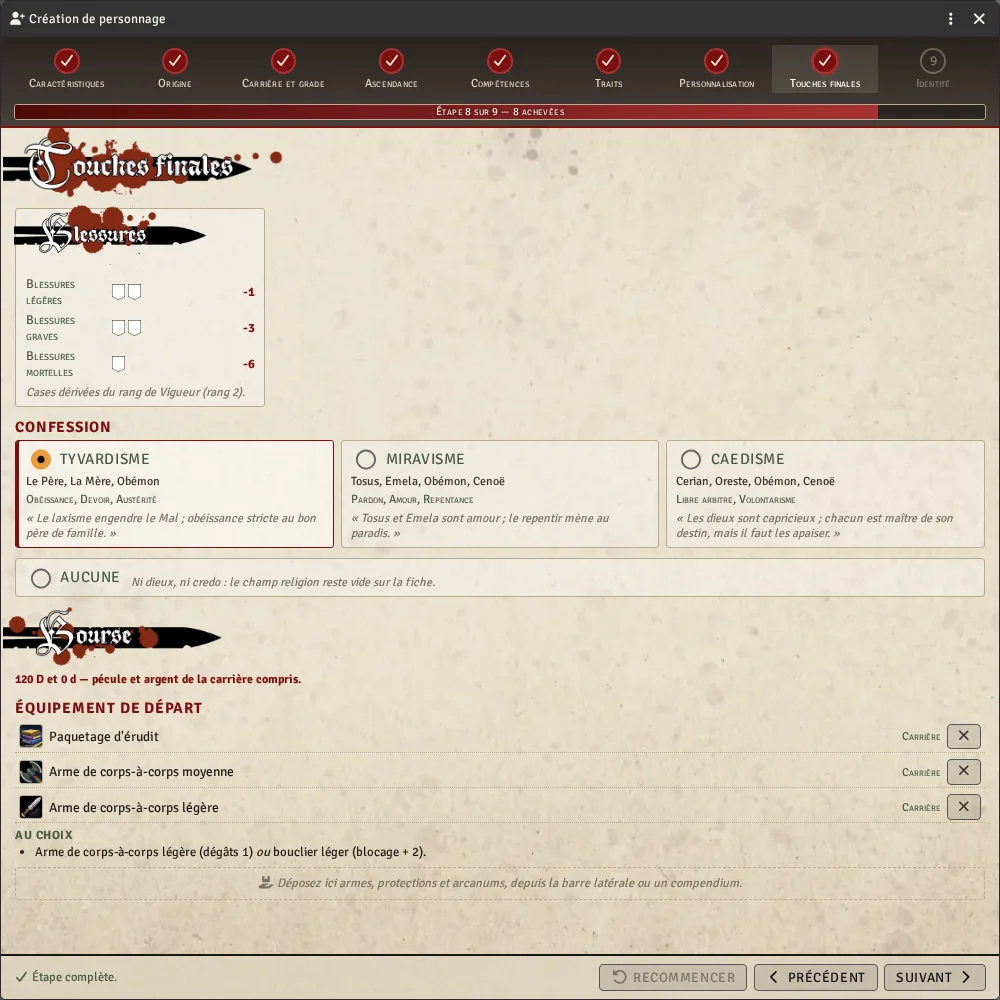 Création de personnage
Caractéristiques
Origine
Carrière et grade
Ascendance
Compétences
Traits
Personnalisation
Touches finales
9
Identité
Étape 8 sur 9 — 8 achevées
Touches finales
Blessures
Blessures
légères
-1
Blessures
graves
-3
Blessures
mortelles
-6
Cases dérivées du rang de Vigueur (rang 2).
CONFESSION
TYVARDISME
Le Père, La Mère, Obémon
Obéissance, Devoir, Austérité
« Le laxisme engendre le Mal ; obéissance stricte au bon
père de famille. »
MIRAVISME
Tosus, Emela, Obémon, Cenoë
Pardon, Amour, Repentance
« Tosus et Emela sont amour ; le repentir mène au
paradis. »
CAEDISME
Cerian, Oreste, Obémon, Cenoë
Libre arbitre, Volontarisme
« Les dieux sont capricieux ; chacun est maître de son
destin, mais il faut les apaiser. »
AUCUNE Ni dieux, ni credo : le champ religion reste vide sur la fiche.
Bourse
120 D et 0 d — pécule et argent de la carrière compris.
ÉQUIPEMENT DE DÉPART
Paquetage d'érudit Carrière
Arme de corps-à-corps moyenne Carrière
Arme de corps-à-corps légère Carrière
AU CHOIX
• Arme de corps-à-corps légère (dégâts 1) ou bouclier léger (blocage + 2).
Déposez ici armes, protections et arcanums, depuis la barre latérale ou un compendium.
Étape complète.
RECOMMENCER
PRÉCÉDENT
SUIVANT